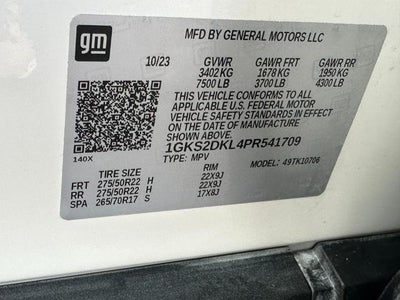 gm
MFD BY GENERAL MOTORS LLC
10/23 GVWR GAWR FRT GAWR RR
3402 KG 1678 KG 1950 KG
7500 LB 3700 LB 4300 LB
THIS VEHICLE CONFORMS TO ALL
APPLICABLE U.S. FEDERAL MOTOR
VEHICLE SAFETY STANDARDS IN EFFECT
ON THE DATE OF MANUFACTURE
SHOWN ABOVE.
1GKS2DKL4PR541709
140X TYPE: MPV MODEL: 49TK10706
TIRE SIZE RIM
FRT 275/50R22 H 22X9J
RR 275/50R22 H 22X9J
SPA 265/70R17 S 17X8J